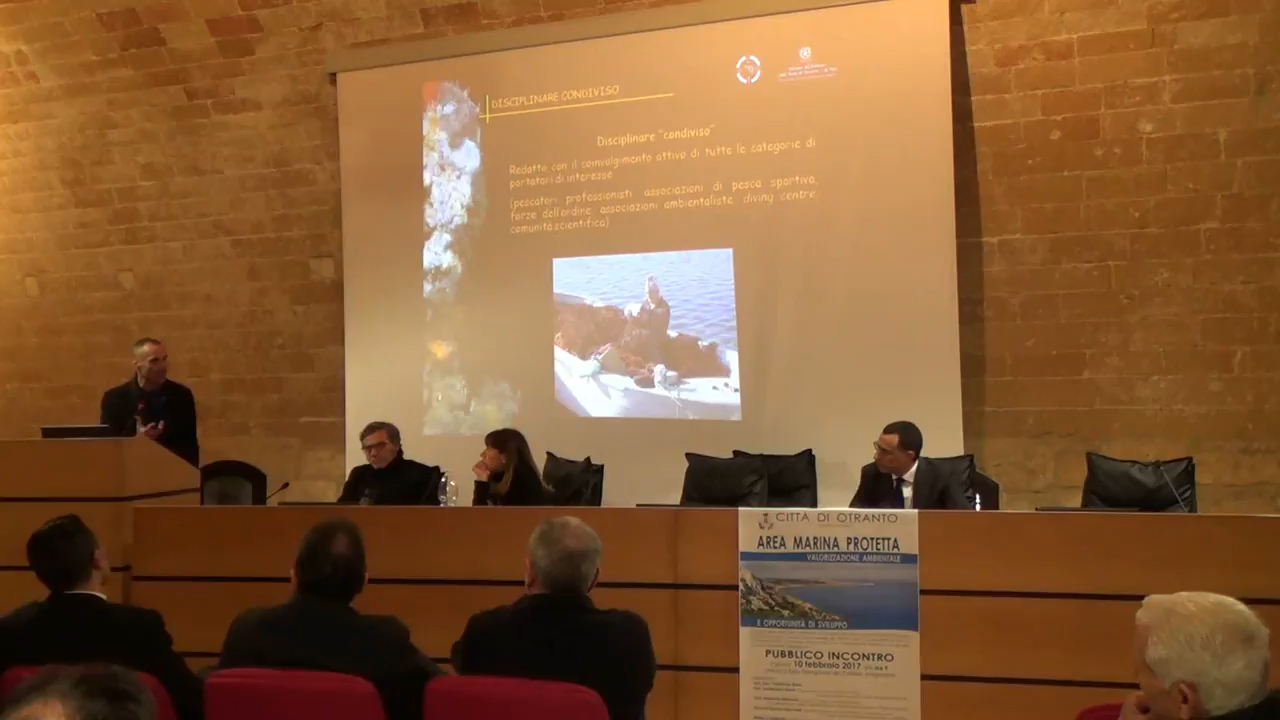 DISCIPLINARE CONDIVISO
Disciplinare "condiviso"
Redatto con il coinvolgimento attivo di tutte le categorie di
portatori di interesse
(pescatori professionisti associazioni di pesca sportiva,
forze dell'ordine associazioni ambientaliste, diving centre,
comunità scientifica)
CITTÀ DI OTRANTO
AREA MARINA PROTETTA
VALORIZZAZIONE AMBIENTALE
E OPPORTUNITÀ DI SVILUPPO
PUBBLICO INCONTRO
10 febbraio 2017